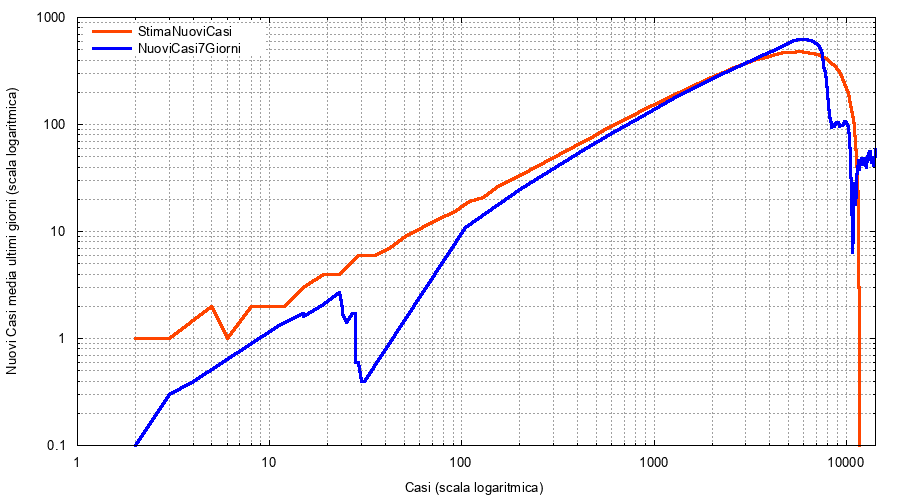 1000
100
10
1
0.1
1
10
100
1000
10000
StimaNuoviCasi
NuoviCasi7Giorni
Nuovi Casi media ultimi giorni (scala logaritmica)
Casi (scala logaritmica)